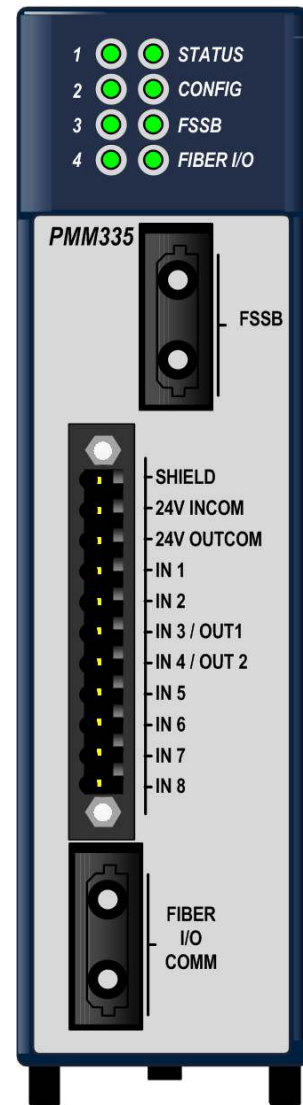 1 STATUS
2 CONFIG
3 FSSB
4 FIBER I/O
PMM335
FSSB
SHIELD
24V INCOM
24V OUTCOM
IN 1
IN 2
IN 3 / OUT1
IN 4 / OUT 2
IN 5
IN 6
IN 7
IN 8
FIBER
I/O
COMM